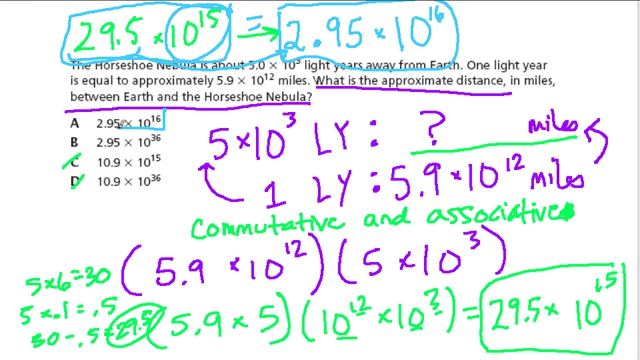 29.5 × 10^15 ⇒ 2.95 × 10^16
The Horseshoe Nebula is about 5.0 × 10^3 light years away from Earth. One light year
is equal to approximately 5.9 × 10^12 miles. What is the approximate distance, in miles,
between Earth and the Horseshoe Nebula?
A 2.95 × 10^16
B 2.95 × 10^36
C 10.9 × 10^15
D 10.9 × 10^36
5 × 10^3 LY : ? miles
1 LY : 5.9 × 10^12 miles
commutative and associative
(5.9 × 10^12)(5 × 10^3)
5 × 6 = 30
5 × .1 = .5
30 - .5 = 29.5
(5.9 × 5)(10^12 × 10^3) = 29.5 × 10^15